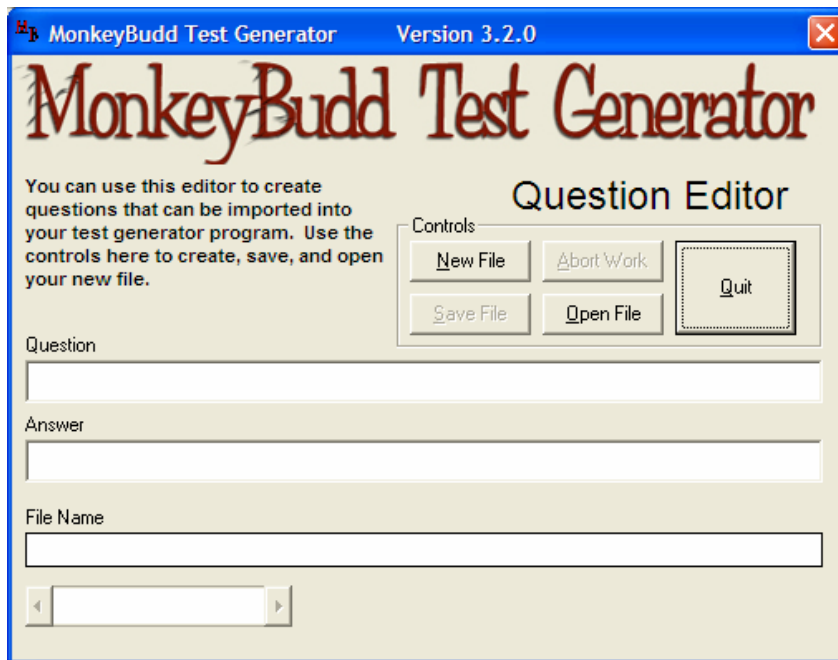 MonkeyBudd Test Generator Version 3.2.0
MonkeyBudd Test Generator
You can use this editor to create
questions that can be imported into
your test generator program. Use the
controls here to create, save, and open
your new file.
Question Editor
Controls
New File
Abort Work
Quit
Save File
Open File
Question
Answer
File Name